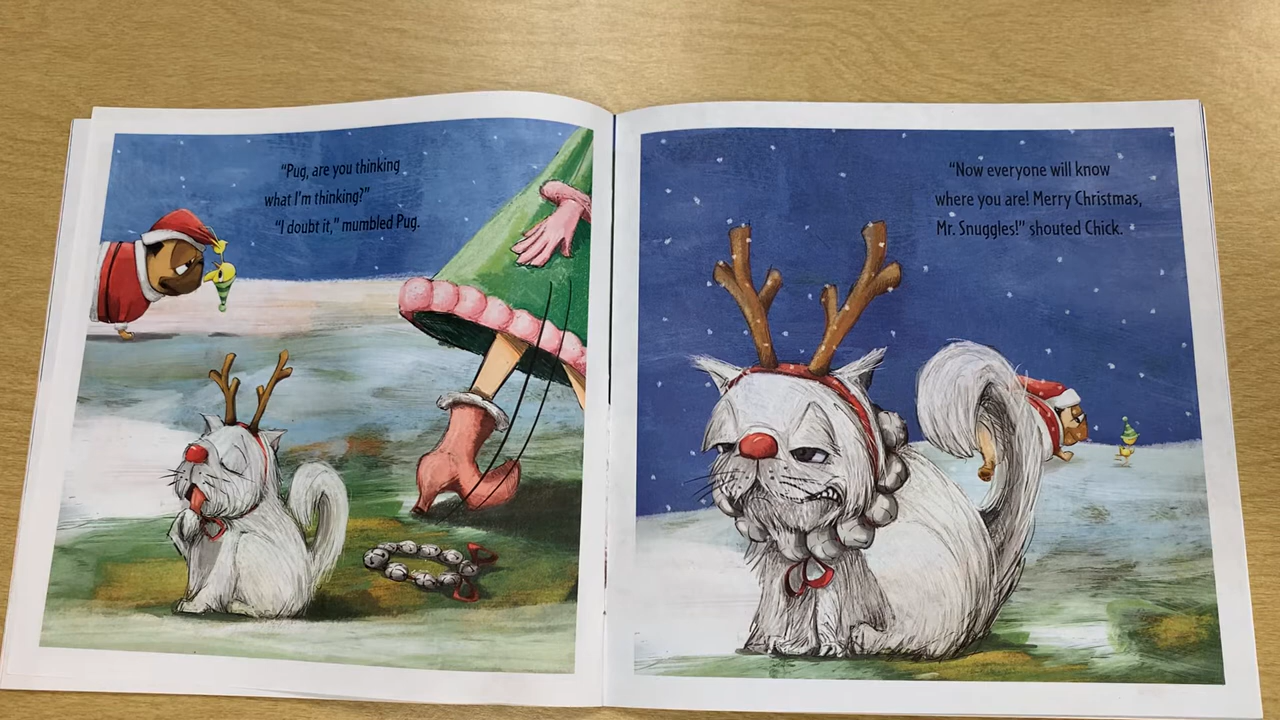 “Pug, are you thinking
what I'm thinking?”
“I doubt it,” mumbled Pug.
“Now everyone will know
where you are! Merry Christmas,
Mr. Snuggles!” shouted Chick.